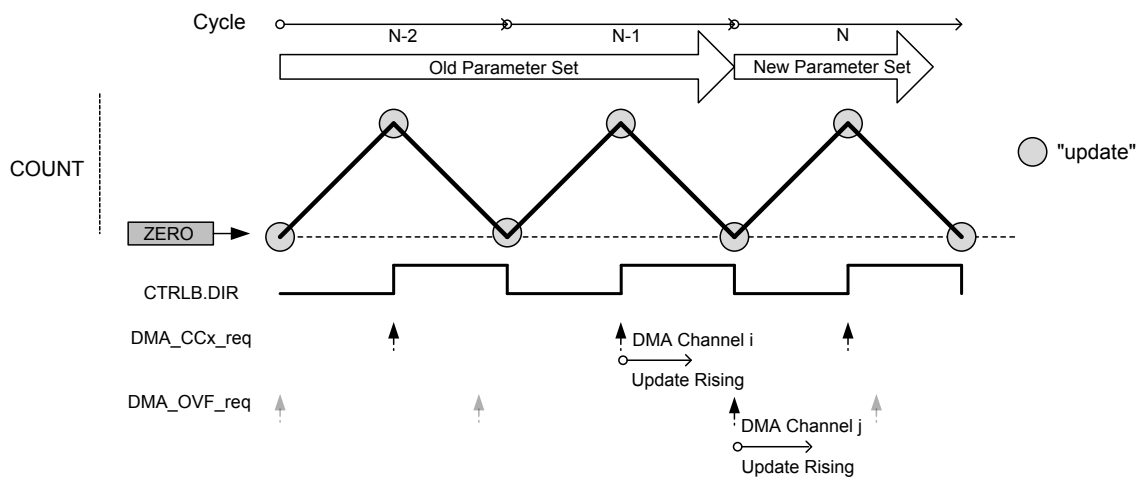 Cycle
N-2
N-1
N
Old Parameter Set
New Parameter Set
COUNT
"update"
ZERO
CTRLB.DIR
DMA_CCx_req
DMA Channel i
Update Rising
DMA_OVF_req
DMA Channel j
Update Rising